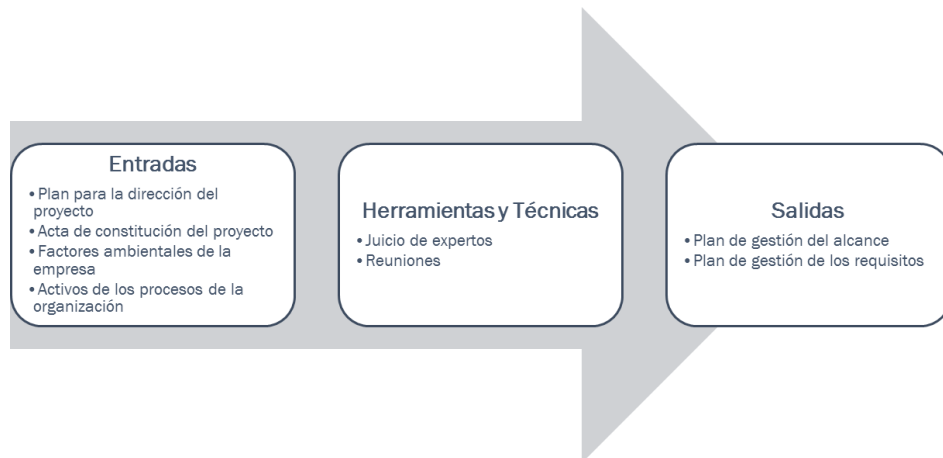 Entradas
• Plan para la dirección del
proyecto
• Acta de constitución del proyecto
• Factores ambientales de la
empresa
• Activos de los procesos de la
organización
Herramientas y Técnicas
• Juicio de expertos
• Reuniones
Salidas
• Plan de gestión del alcance
• Plan de gestión de los requisitos